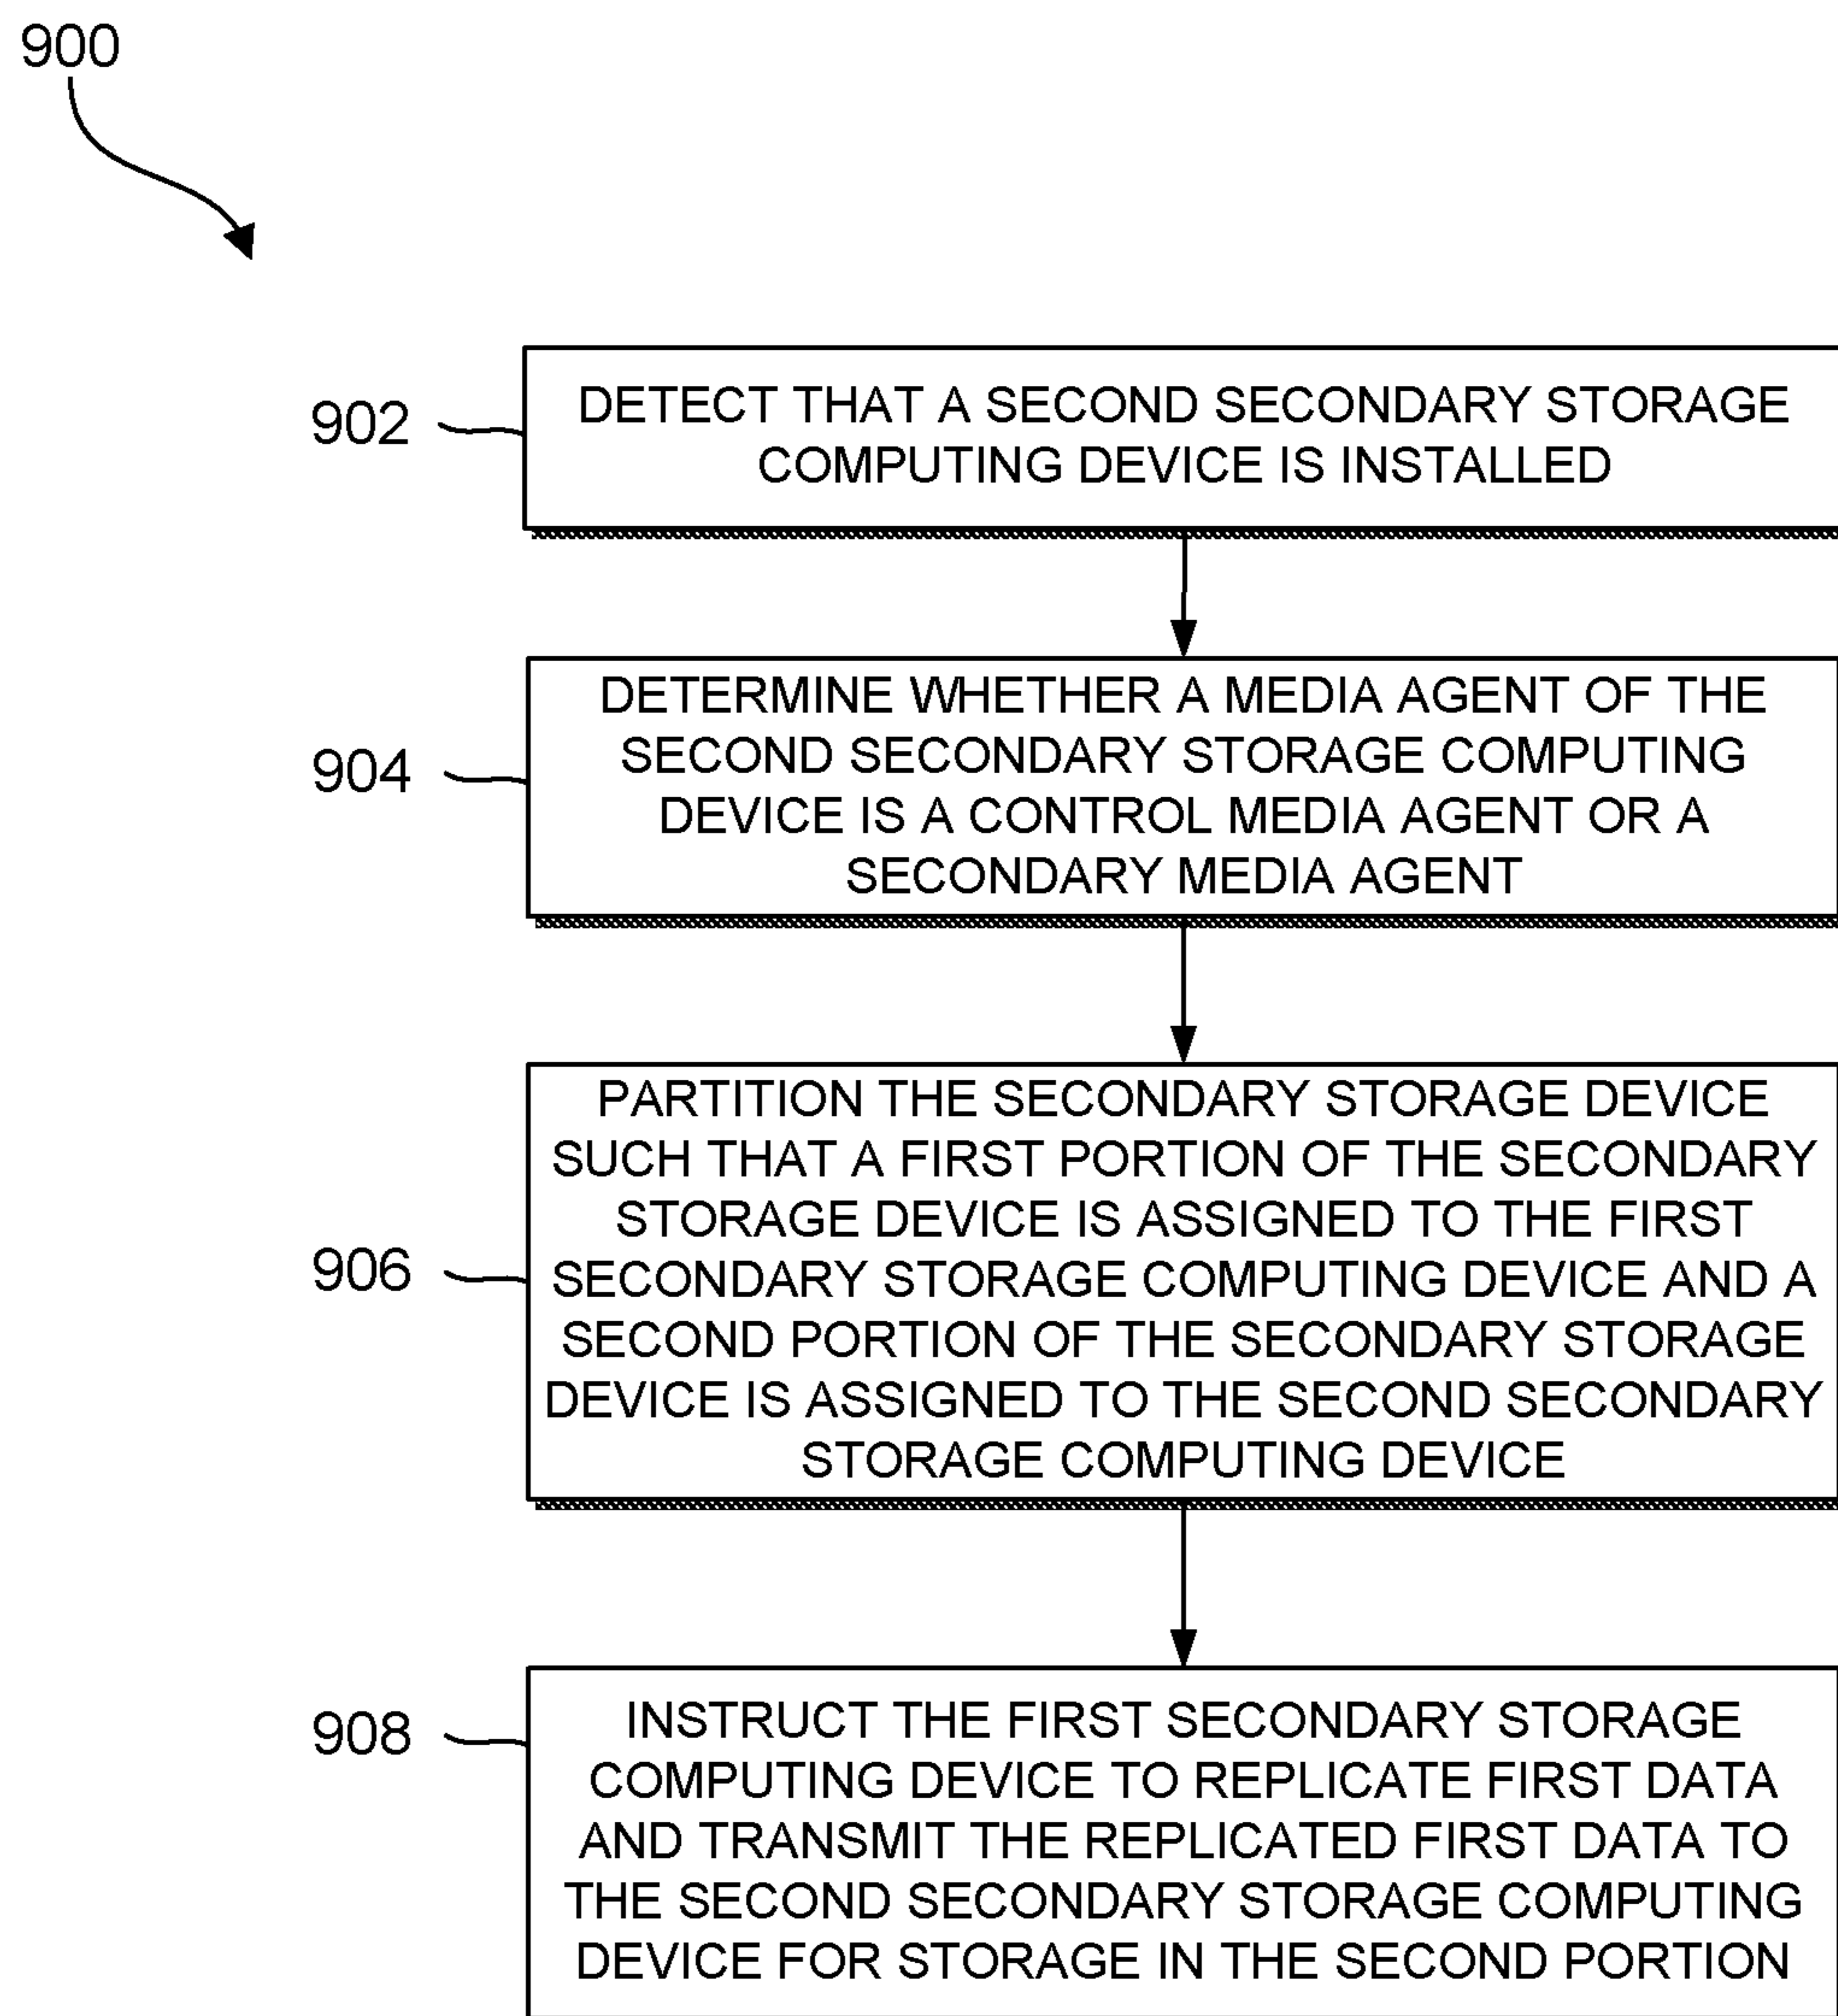 900
902
DETECT THAT A SECOND SECONDARY STORAGE
COMPUTING DEVICE IS INSTALLED
904
DETERMINE WHETHER A MEDIA AGENT OF THE
SECOND SECONDARY STORAGE COMPUTING
DEVICE IS A CONTROL MEDIA AGENT OR A
SECONDARY MEDIA AGENT
906
PARTITION THE SECONDARY STORAGE DEVICE
SUCH THAT A FIRST PORTION OF THE SECONDARY
STORAGE DEVICE IS ASSIGNED TO THE FIRST
SECONDARY STORAGE COMPUTING DEVICE AND A
SECOND PORTION OF THE SECONDARY STORAGE
DEVICE IS ASSIGNED TO THE SECOND SECONDARY
STORAGE COMPUTING DEVICE
908
INSTRUCT THE FIRST SECONDARY STORAGE
COMPUTING DEVICE TO REPLICATE FIRST DATA
AND TRANSMIT THE REPLICATED FIRST DATA TO
THE SECOND SECONDARY STORAGE COMPUTING
DEVICE FOR STORAGE IN THE SECOND PORTION